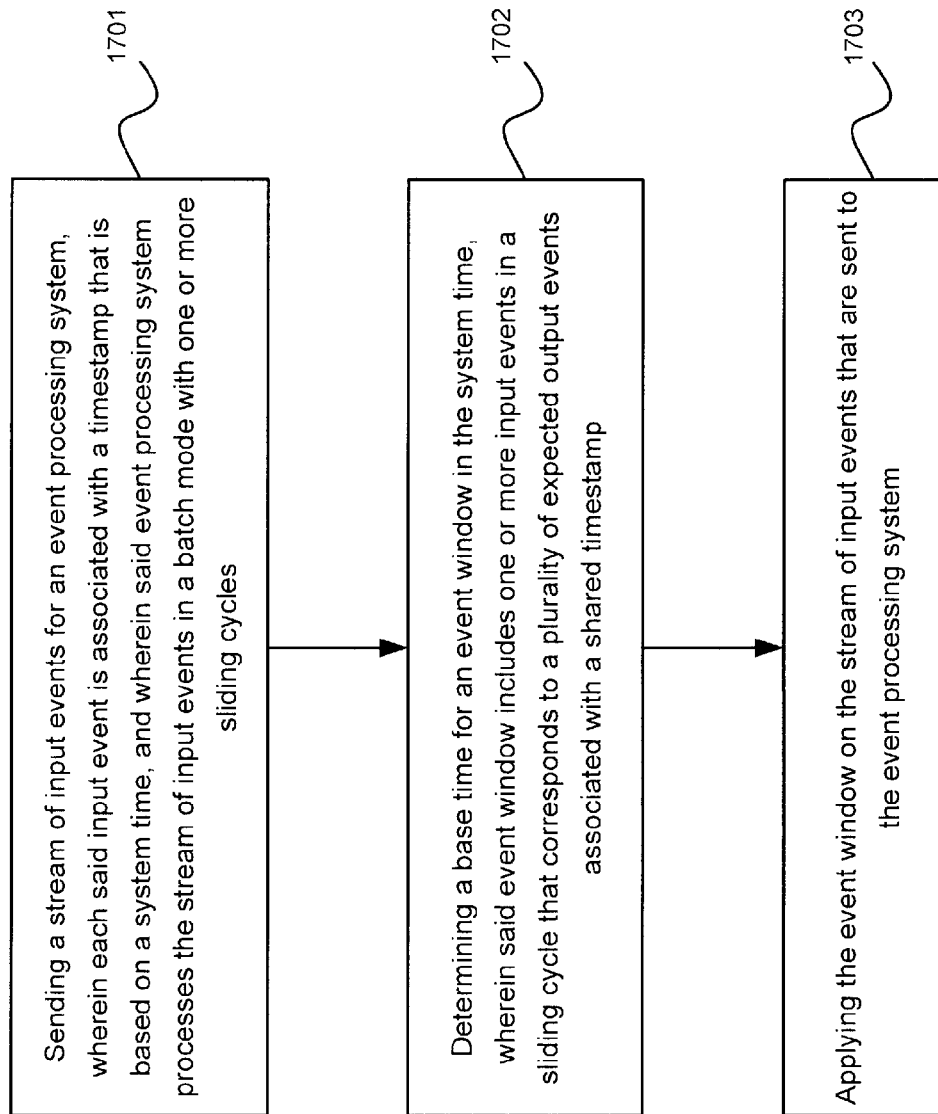 Sending a stream of input events for an event processing system,
wherein each said input event is associated with a timestamp that is
based on a system time, and wherein said event processing system
processes the stream of input events in a batch mode with one or more
sliding cycles
1701
Determining a base time for an event window in the system time,
wherein said event window includes one or more input events in a
sliding cycle that corresponds to a plurality of expected output events
associated with a shared timestamp
1702
Applying the event window on the stream of input events that are sent to
the event processing system
1703